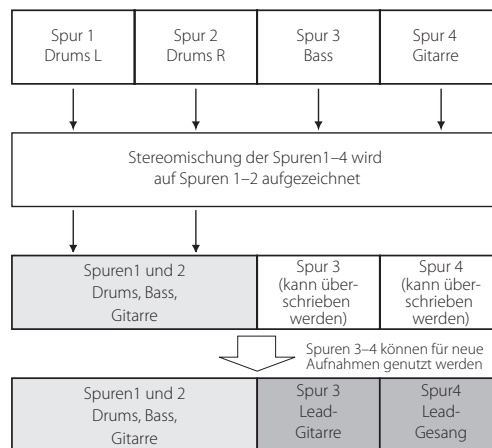 Spur 1
Drums L
Spur 2
Drums R
Spur 3
Bass
Spur 4
Gitarre
Stereomischung der Spuren1–4 wird
auf Spuren 1–2 aufgezeichnet
Spuren1 und 2
Drums, Bass,
Gitarre
Spur 3
(kann über-
schrieben
werden)
Spur 4
(kann über-
schrieben
werden)
Spuren 3–4 können für neue
Aufnahmen genutzt werden
Spuren1 und 2
Drums, Bass,
Gitarre
Spur 3
Lead-
Gitarre
Spur4
Lead-
Gesang